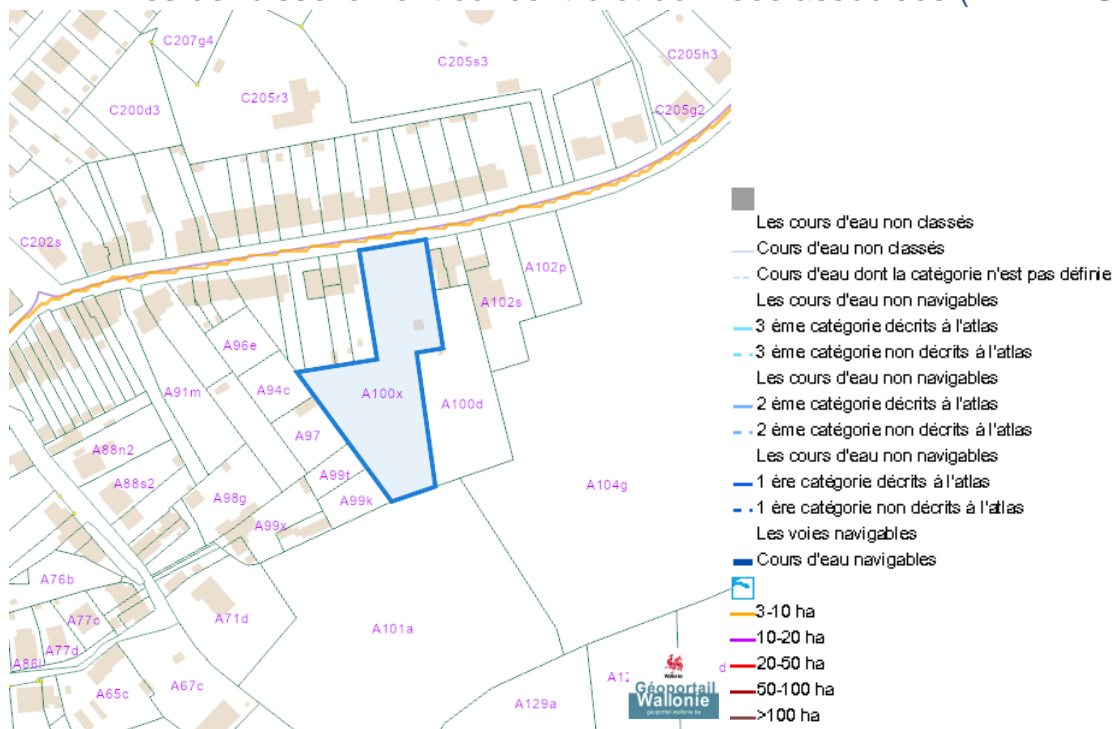 C207g4
C205s3
C205h3
C205r3
C200d3
C205g2
C202s
A102p
A102s
A96e
A94c
A91m
A100x
A100d
A97
A88n2
A99t
A88s2
A104g
A98g
A99k
A99x
A76b
A77c
A71d
A101a
A77d
A86l
A65c
A67c
A129a
Wallonie
Géoportail
Wallonie
geoportail.wallonie.be
Les cours d'eau non classés
Cours d'eau non classés
Cours d'eau dont la catégorie n'est pas définie
Les cours d'eau non navigables
3 ème catégorie décrits à l'atlas
3 ème catégorie non décrits à l'atlas
Les cours d'eau non navigables
2 ème catégorie décrits à l'atlas
2 ème catégorie non décrits à l'atlas
Les cours d'eau non navigables
1 ère catégorie décrits à l'atlas
1 ère catégorie non décrits à l'atlas
Les voies navigables
Cours d'eau navigables
3-10 ha
10-20 ha
20-50 ha
50-100 ha
>100 ha